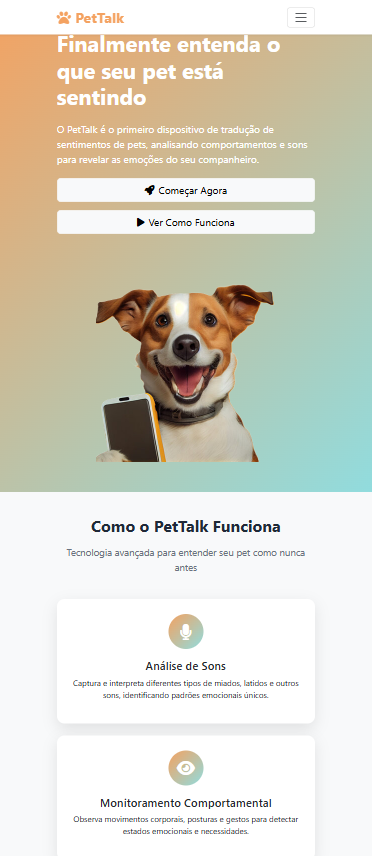 PetTalk
Finalmente entenda o
que seu pet está
sentindo
O PetTalk é o primeiro dispositivo de tradução de
sentimentos de pets, analisando comportamentos e sons
para revelar as emoções do seu companheiro.
Começar Agora
Ver Como Funciona
Como o PetTalk Funciona
Tecnologia avançada para entender seu pet como nunca
antes
Análise de Sons
Captura e interpreta diferentes tipos de miados, latidos e outros
sons, identificando padrões emocionais únicos.
Monitoramento Comportamental
Observa movimentos corporais, posturas e gestos para detectar
estados emocionais e necessidades.